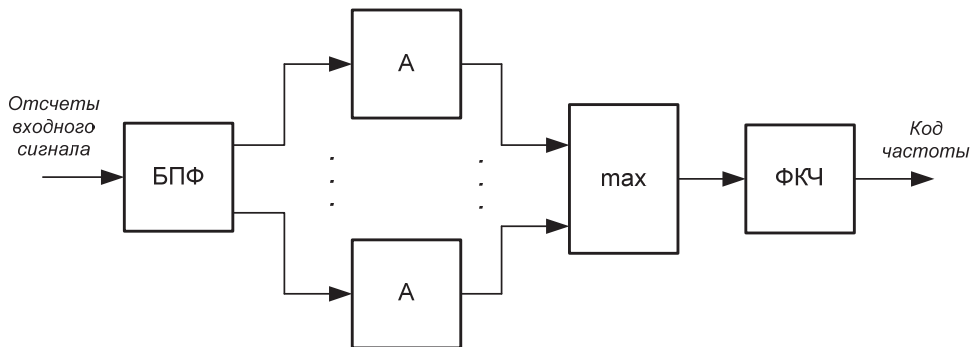 Отсчеты
входного
сигнала
БПФ
А
А
max
ФКЧ
Код
частоты